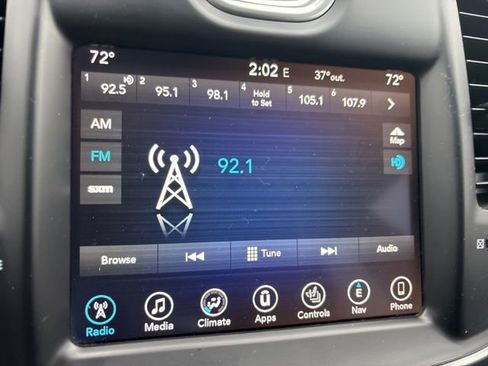 72° 2:02 E 37°out. 72°
1 92.5 2 95.1 3 98.1 4 Hold to Set 5 105.1 6 107.9
AM
Map
FM
92.1
sxm
Browse Tune Audio
Radio Media Climate Apps Controls E Nav Phone